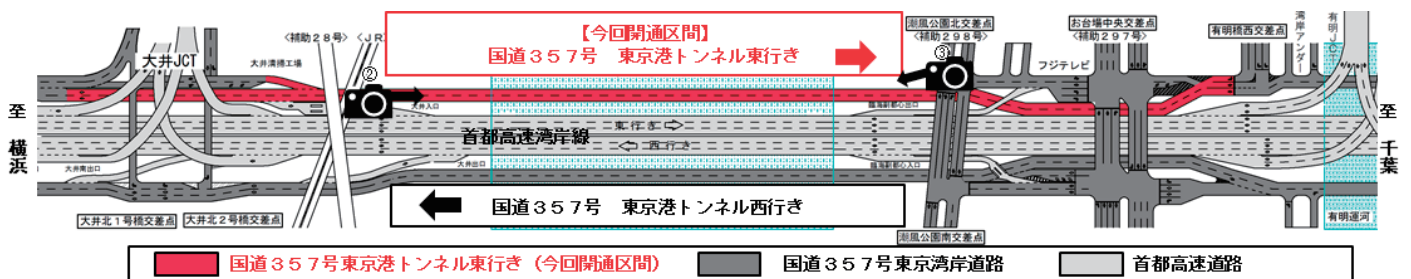 【今回開通区間】
国道３５７号　東京港トンネル東行き
潮風公園北交差点
〈補助２９８号〉
③
お台場中央交差点
〈補助２９７号〉
有明橋西交差点
湾岸アンダー
有明JCT
〈補助２８号〉〈ＪＲ〉
大井JCT
大井清掃工場
②
フジテレビ
至 横浜
大井入口
臨海副都心出口
至 千葉
首都高速湾岸線
東行き
西行き
大井南出口
大井出口
臨海副都心入口
国道３５７号　東京港トンネル西行き
大井北１号橋交差点
大井北２号橋交差点
潮風公園南交差点
有明運河
国道３５７号東京港トンネル東行き（今回開通区間）
国道３５７号東京湾岸道路
首都高速道路